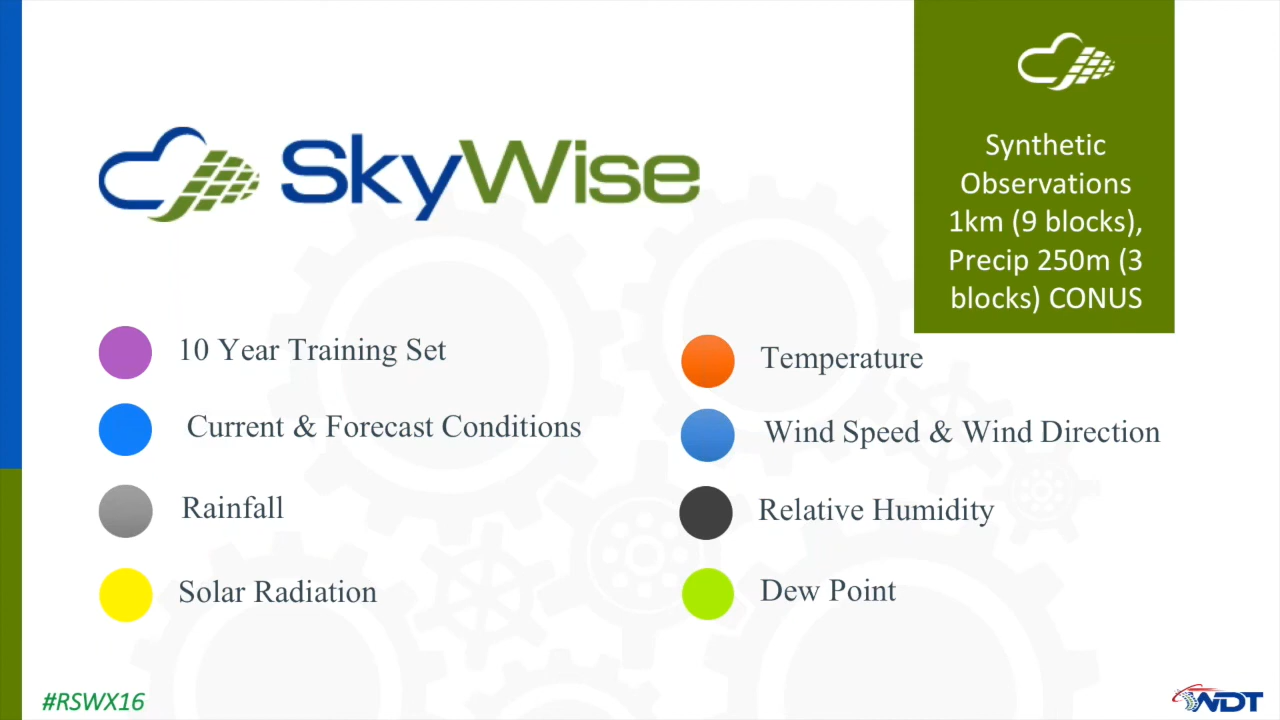 SkyWise
Synthetic
Observations
1km (9 blocks),
Precip 250m (3
blocks) CONUS
10 Year Training Set
Current & Forecast Conditions
Rainfall
Solar Radiation
Temperature
Wind Speed & Wind Direction
Relative Humidity
Dew Point
#RSWX16
WDT